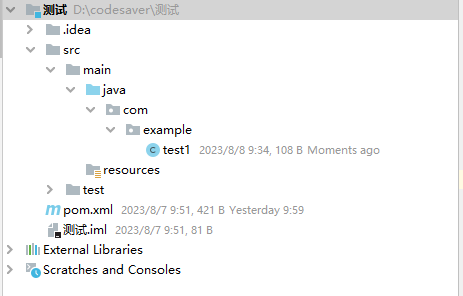 测试 D:\codesaver\测试
.idea
src
main
java
com
example
test1 2023/8/8 9:34, 108 B Moments ago
resources
test
pom.xml 2023/8/7 9:51, 421 B Yesterday 9:59
测试.iml 2023/8/7 9:51, 81 B
External Libraries
Scratches and Consoles